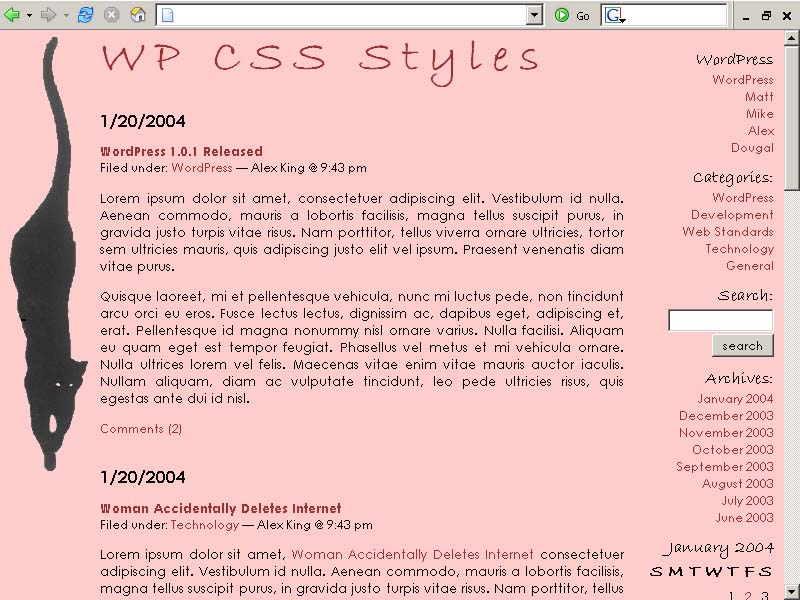 Go
WP CSS Styles
1/20/2004
WordPress 1.0.1 Released
Filed under: WordPress — Alex King @ 9:43 pm
Lorem ipsum dolor sit amet, consectetuer adipiscing elit. Vestibulum id nulla.
Aenean commodo, mauris a lobortis facilisis, magna tellus suscipit purus, in
gravida justo turpis vitae risus. Nam porttitor, tellus viverra ornare ultricies, tortor
sem ultricies mauris, quis adipiscing justo elit vel ipsum. Praesent venenatis diam
vitae purus.
Quisque laoreet, mi et pellentesque vehicula, nunc mi luctus pede, non tincidunt
arcu orci eu eros. Fusce lectus lectus, dignissim ac, dapibus eget, adipiscing et,
erat. Pellentesque id magna nonummy nisl ornare varius. Nulla facilisi. Aliquam
eu quam eget est tempor feugiat. Phasellus vel metus et mi vehicula ornare.
Nulla ultrices lorem vel felis. Maecenas vitae enim vitae mauris auctor iaculis.
Nullam aliquam, diam ac vulputate tincidunt, leo pede ultricies risus, quis
egestas ante dui id nisl.
Comments (2)
1/20/2004
Woman Accidentally Deletes Internet
Filed under: Technology — Alex King @ 9:43 pm
Lorem ipsum dolor sit amet, Woman Accidentally Deletes Internet consectetuer
adipiscing elit. Vestibulum id nulla. Aenean commodo, mauris a lobortis facilisis,
magna tellus suscipit purus, in gravida justo turpis vitae risus. Nam porttitor, tellus
WordPress
WordPress
Matt
Mike
Alex
Dougal
Categories:
WordPress
Development
Web Standards
Technology
General
Search:
search
Archives:
January 2004
December 2003
November 2003
October 2003
September 2003
August 2003
July 2003
June 2003
January 2004
S M T W T F S
1 2 3